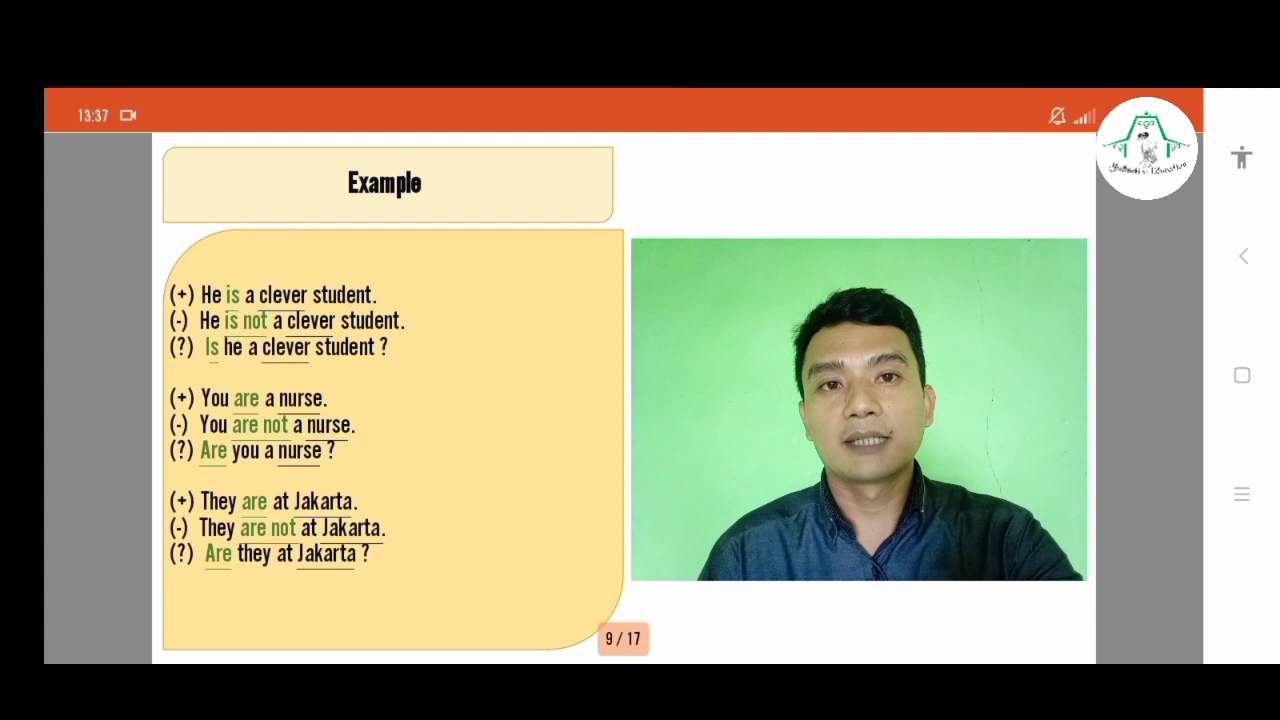 13:37
Example
(+) He is a clever student.
(-) He is not a clever student.
(?) Is he a clever student ?
(+) You are a nurse.
(-) You are not a nurse.
(?) Are you a nurse ?
(+) They are at Jakarta.
(-) They are not at Jakarta.
(?) Are they at Jakarta ?
9 / 17